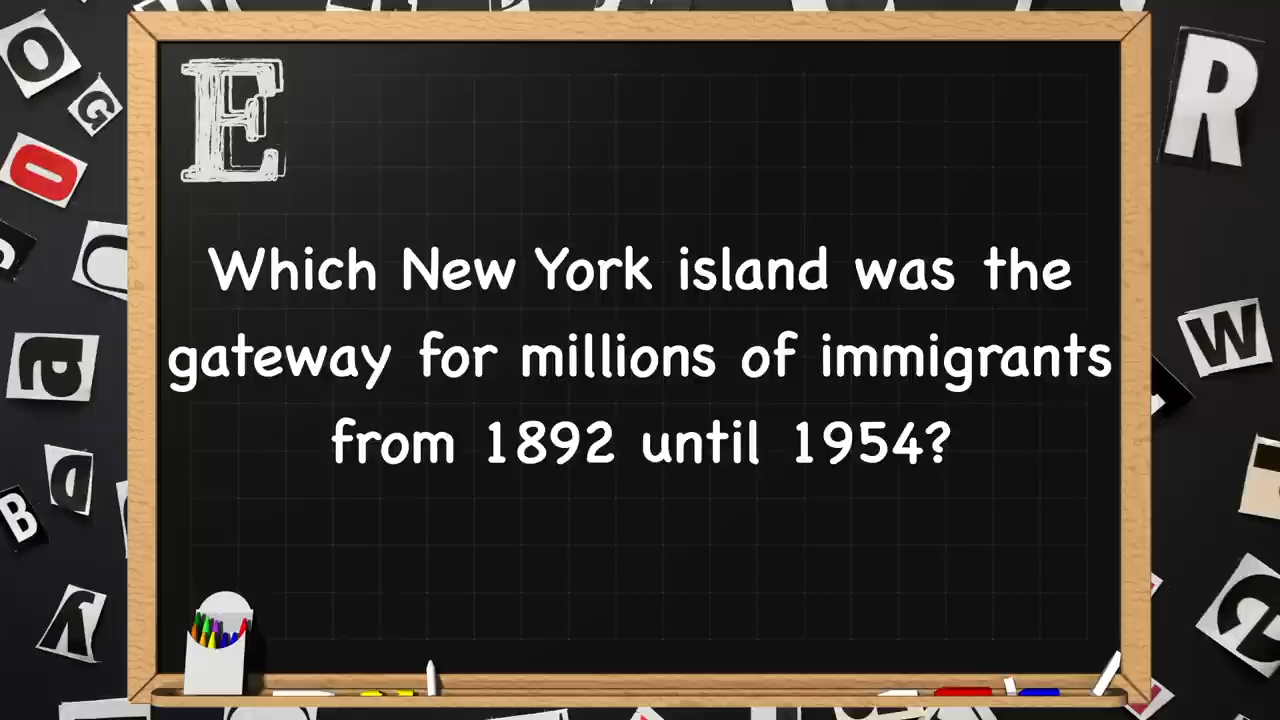 E
Which New York island was the
gateway for millions of immigrants
from 1892 until 1954?
O
G
O
a
D
B
R
W